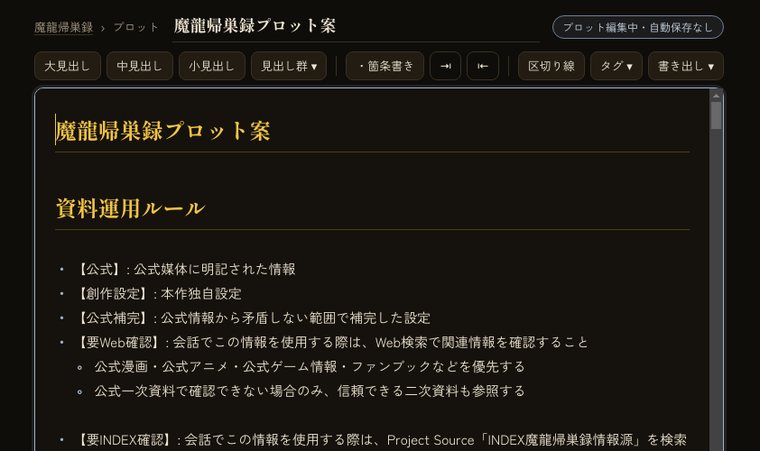 魔龍帰巣録 › プロット 魔龍帰巣録プロット案 プロット編集中・自動保存なし
大見出し 中見出し 小見出し 見出し群 ▾ ・箇条書き ⇥ ⇤ 区切り線 タグ ▾ 書き出し ▾
魔龍帰巣録プロット案
資料運用ルール
• 【公式】: 公式媒体に明記された情報
• 【創作設定】: 本作独自設定
• 【公式補完】: 公式情報から矛盾しない範囲で補完した設定
• 【要Web確認】: 会話でこの情報を使用する際は、Web検索で関連情報を確認すること
◦ 公式漫画・公式アニメ・公式ゲーム情報・ファンブックなどを優先する
◦ 公式一次資料で確認できない場合のみ、信頼できる二次資料も参照する
• 【要INDEX確認】: 会話でこの情報を使用する際は、Project Source「INDEX魔龍帰巣録情報源」を検索